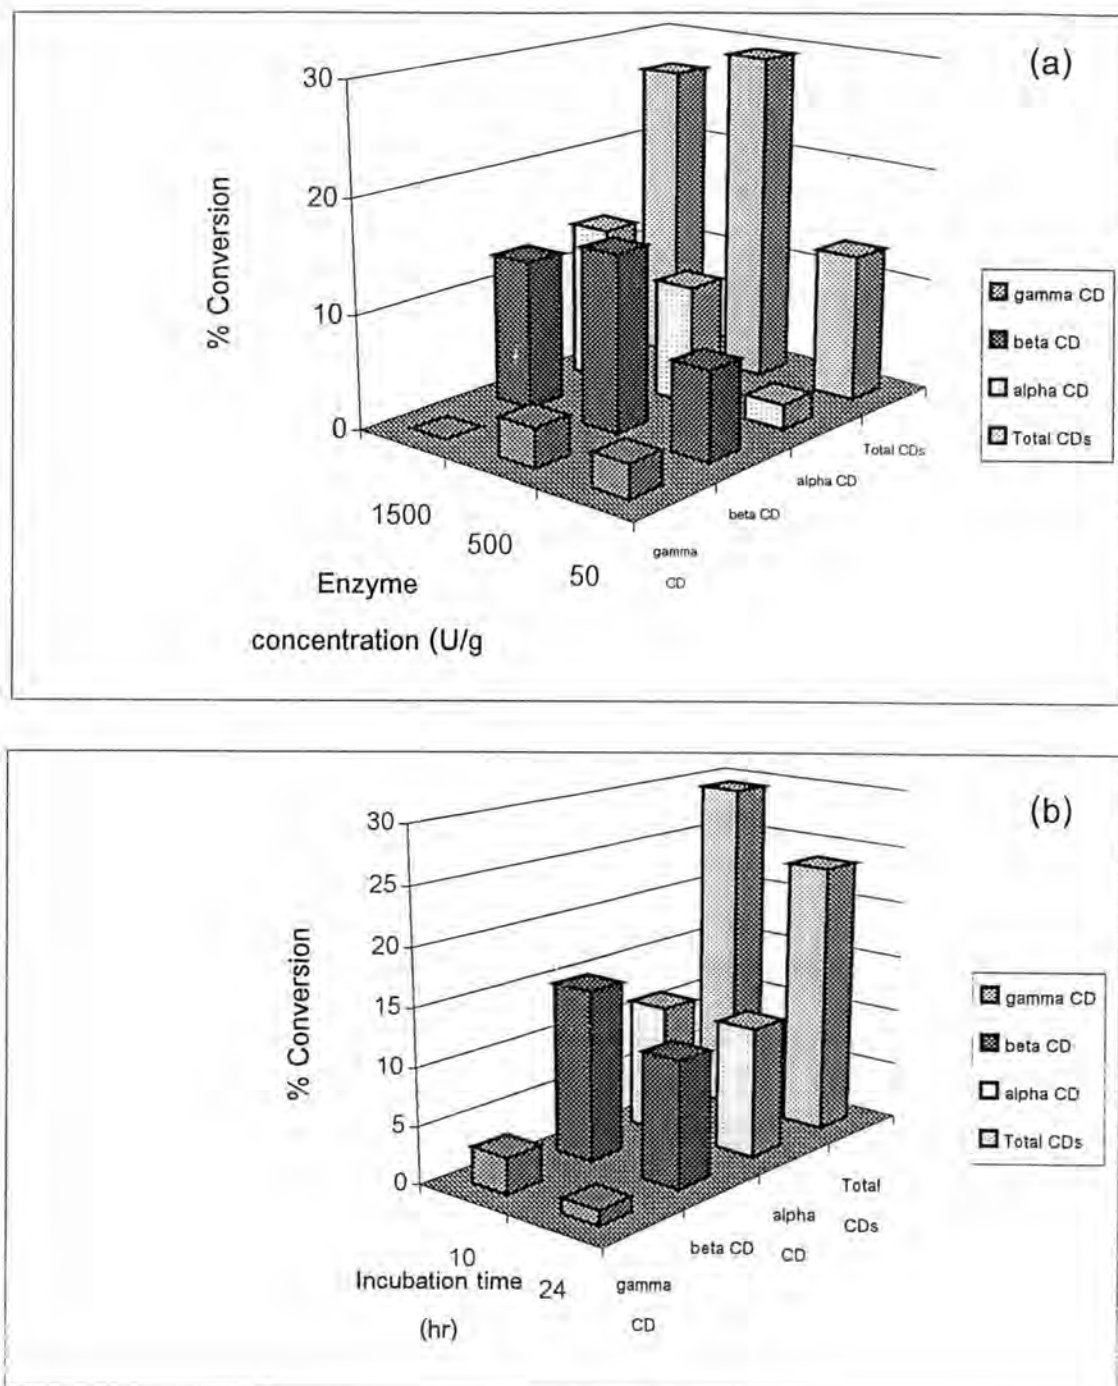 (a)
30
20
10
0
% Conversion
1500
500
50
Enzyme
concentration (U/g
gamma
CD
beta CD
alpha CD
Total CDs
gamma CD
beta CD
alpha CD
Total CDs
(b)
30
25
20
15
10
5
0
% Conversion
10
24
Incubation time
(hr)
gamma
CD
beta CD
alpha
CD
Total
CDs
gamma CD
beta CD
alpha CD
Total CDs